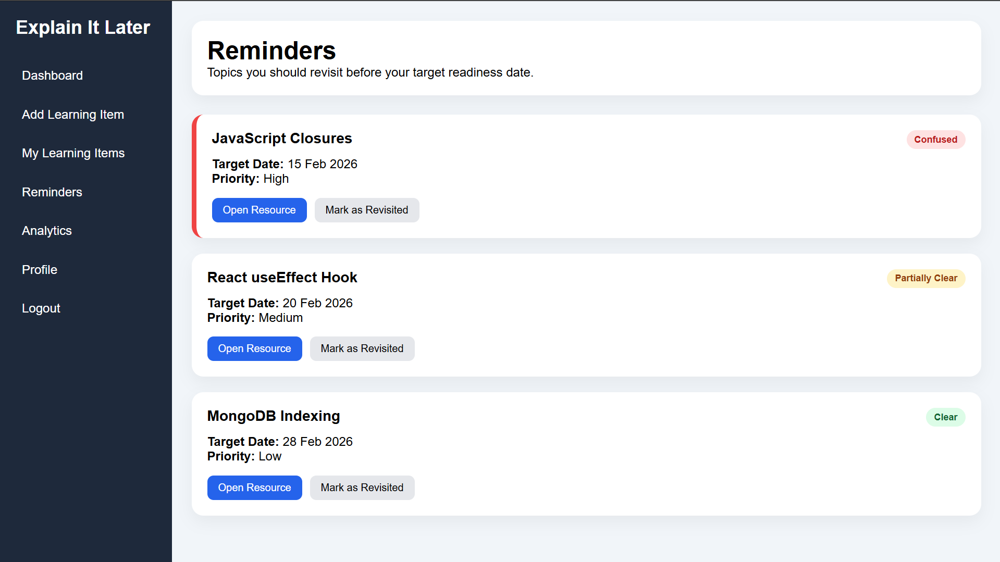 Explain It Later
Dashboard
Add Learning Item
My Learning Items
Reminders
Analytics
Profile
Logout
Reminders
Topics you should revisit before your target readiness date.
JavaScript Closures
Confused
Target Date: 15 Feb 2026
Priority: High
Open Resource
Mark as Revisited
React useEffect Hook
Partially Clear
Target Date: 20 Feb 2026
Priority: Medium
Open Resource
Mark as Revisited
MongoDB Indexing
Clear
Target Date: 28 Feb 2026
Priority: Low
Open Resource
Mark as Revisited